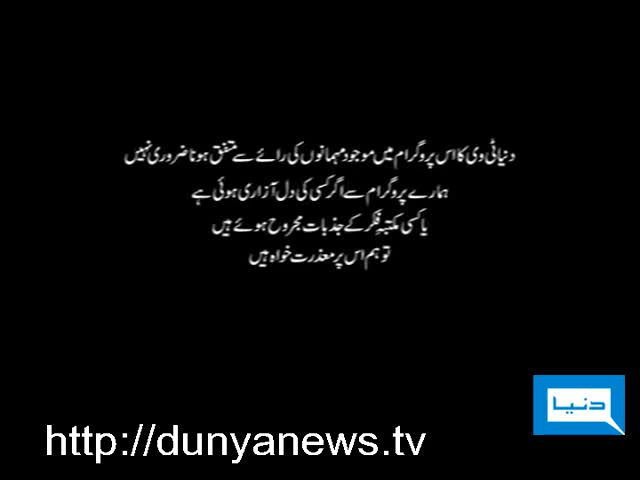 دنیا ٹی وی کا اس پروگرام میں موجود مہمانوں کی رائے سے متفق ہونا ضروری نہیں
ہمارے پروگرام سے اگر کسی کی دل آزاری ہوئی ہے
یا کسی مکتبہِ فکر کے جذبات مجروح ہوئے ہیں
تو ہم اس پر معذرت خواہ ہیں
دنیا
http://dunyanews.tv